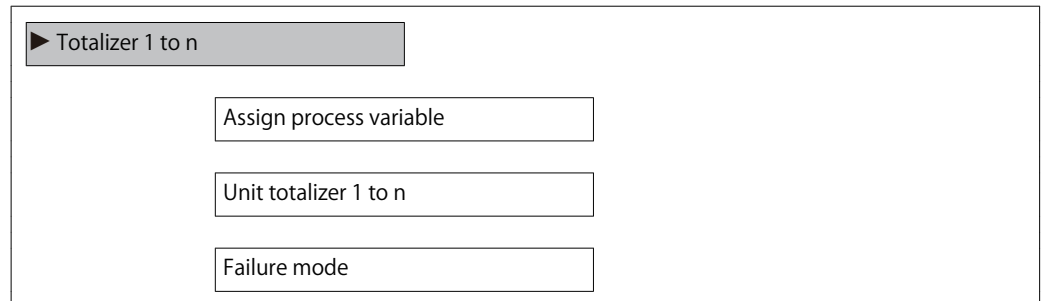 ► Totalizer 1 to n
Assign process variable
Unit totalizer 1 to n
Failure mode